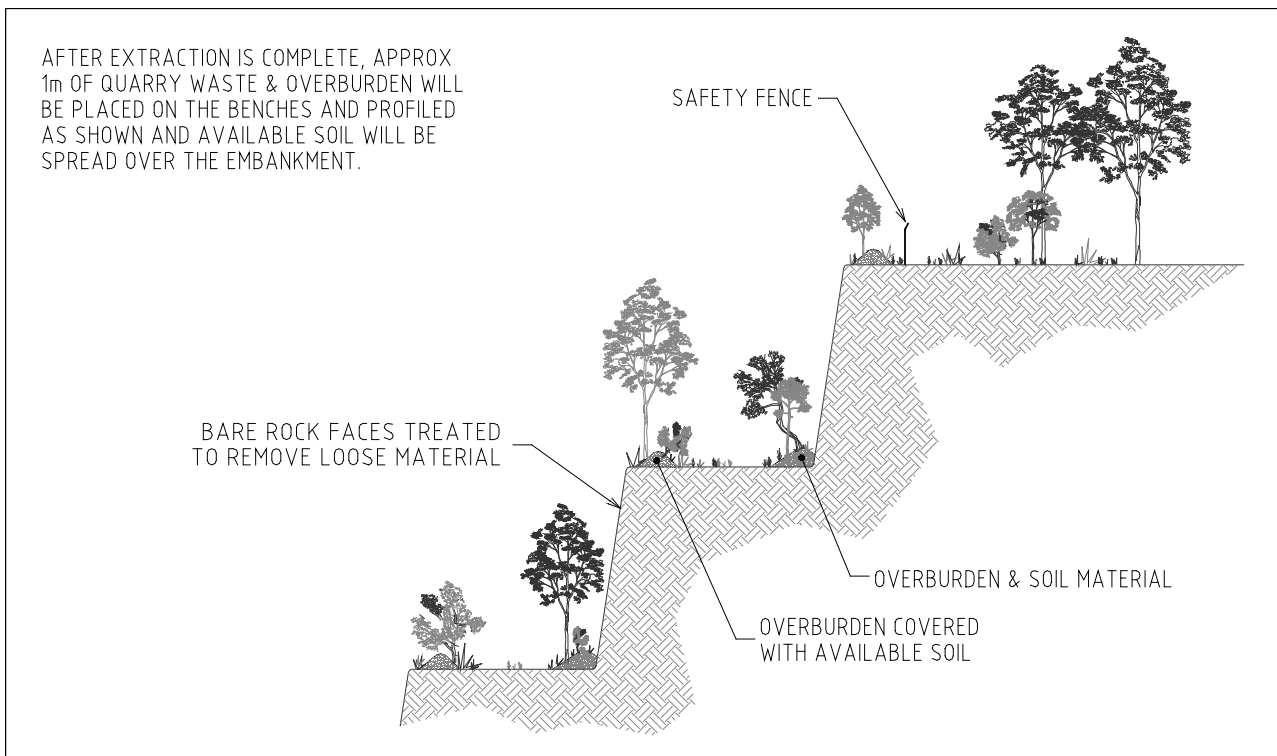 AFTER EXTRACTION IS COMPLETE, APPROX
1m OF QUARRY WASTE & OVERBURDEN WILL
BE PLACED ON THE BENCHES AND PROFILED
AS SHOWN AND AVAILABLE SOIL WILL BE
SPREAD OVER THE EMBANKMENT.
SAFETY FENCE
BARE ROCK FACES TREATED
TO REMOVE LOOSE MATERIAL
OVERBURDEN & SOIL MATERIAL
OVERBURDEN COVERED
WITH AVAILABLE SOIL